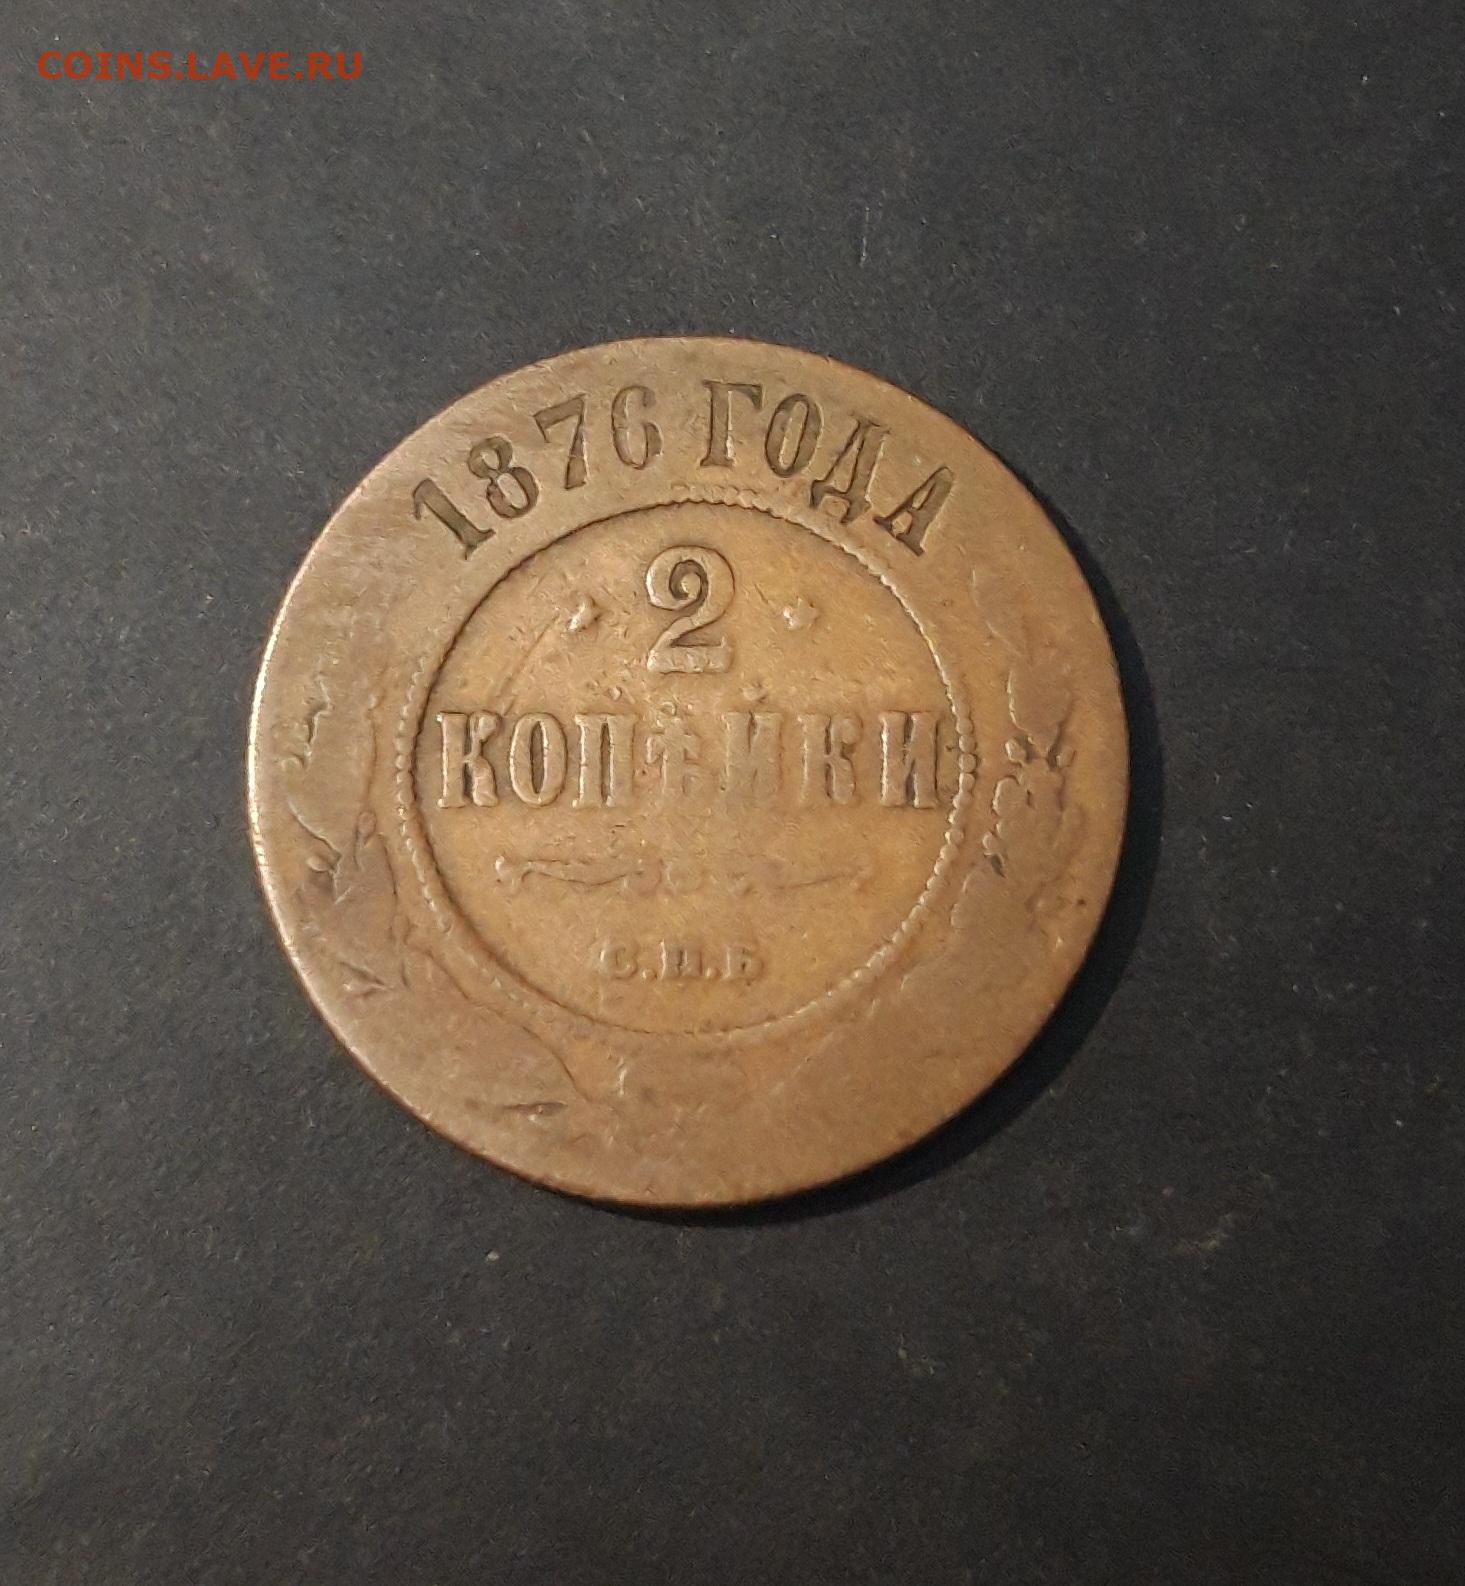 COINS.LAVE.RU
1876 ГОДА
2
КОПѢЙКИ
С.П.Б